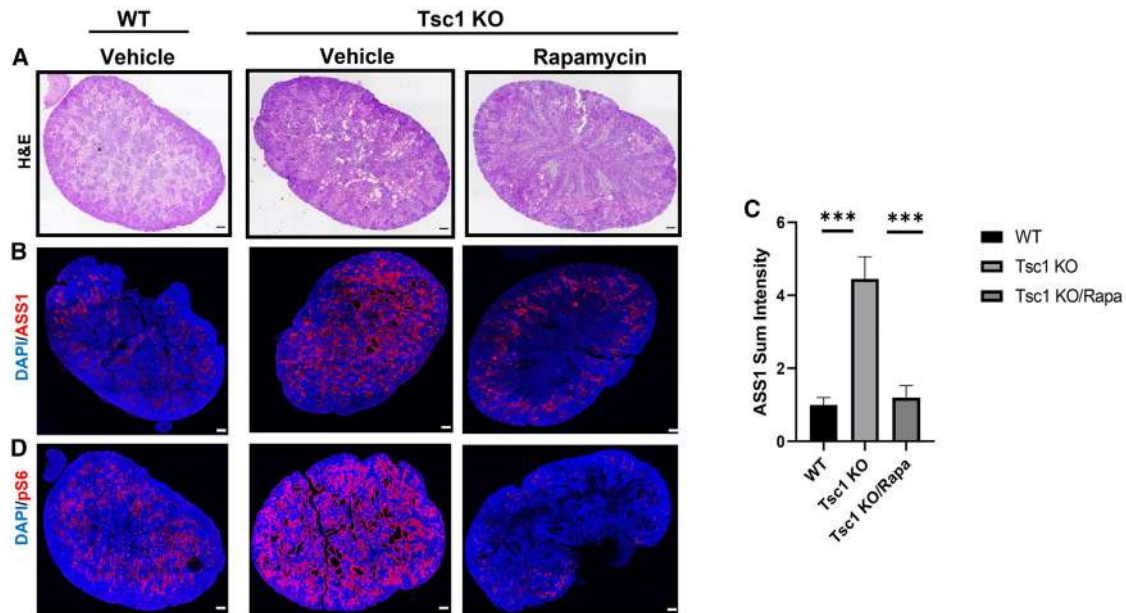 WT
Tsc1 KO
Vehicle
Vehicle
Rapamycin
A
H&E
B
DAPI/ASS1
D
DAPI/pS6
C
ASS1 Sum Intensity
6
4
2
0
***
***
WT
Tsc1 KO
Tsc1 KO/Rapa
WT
Tsc1 KO
Tsc1 KO/Rapa